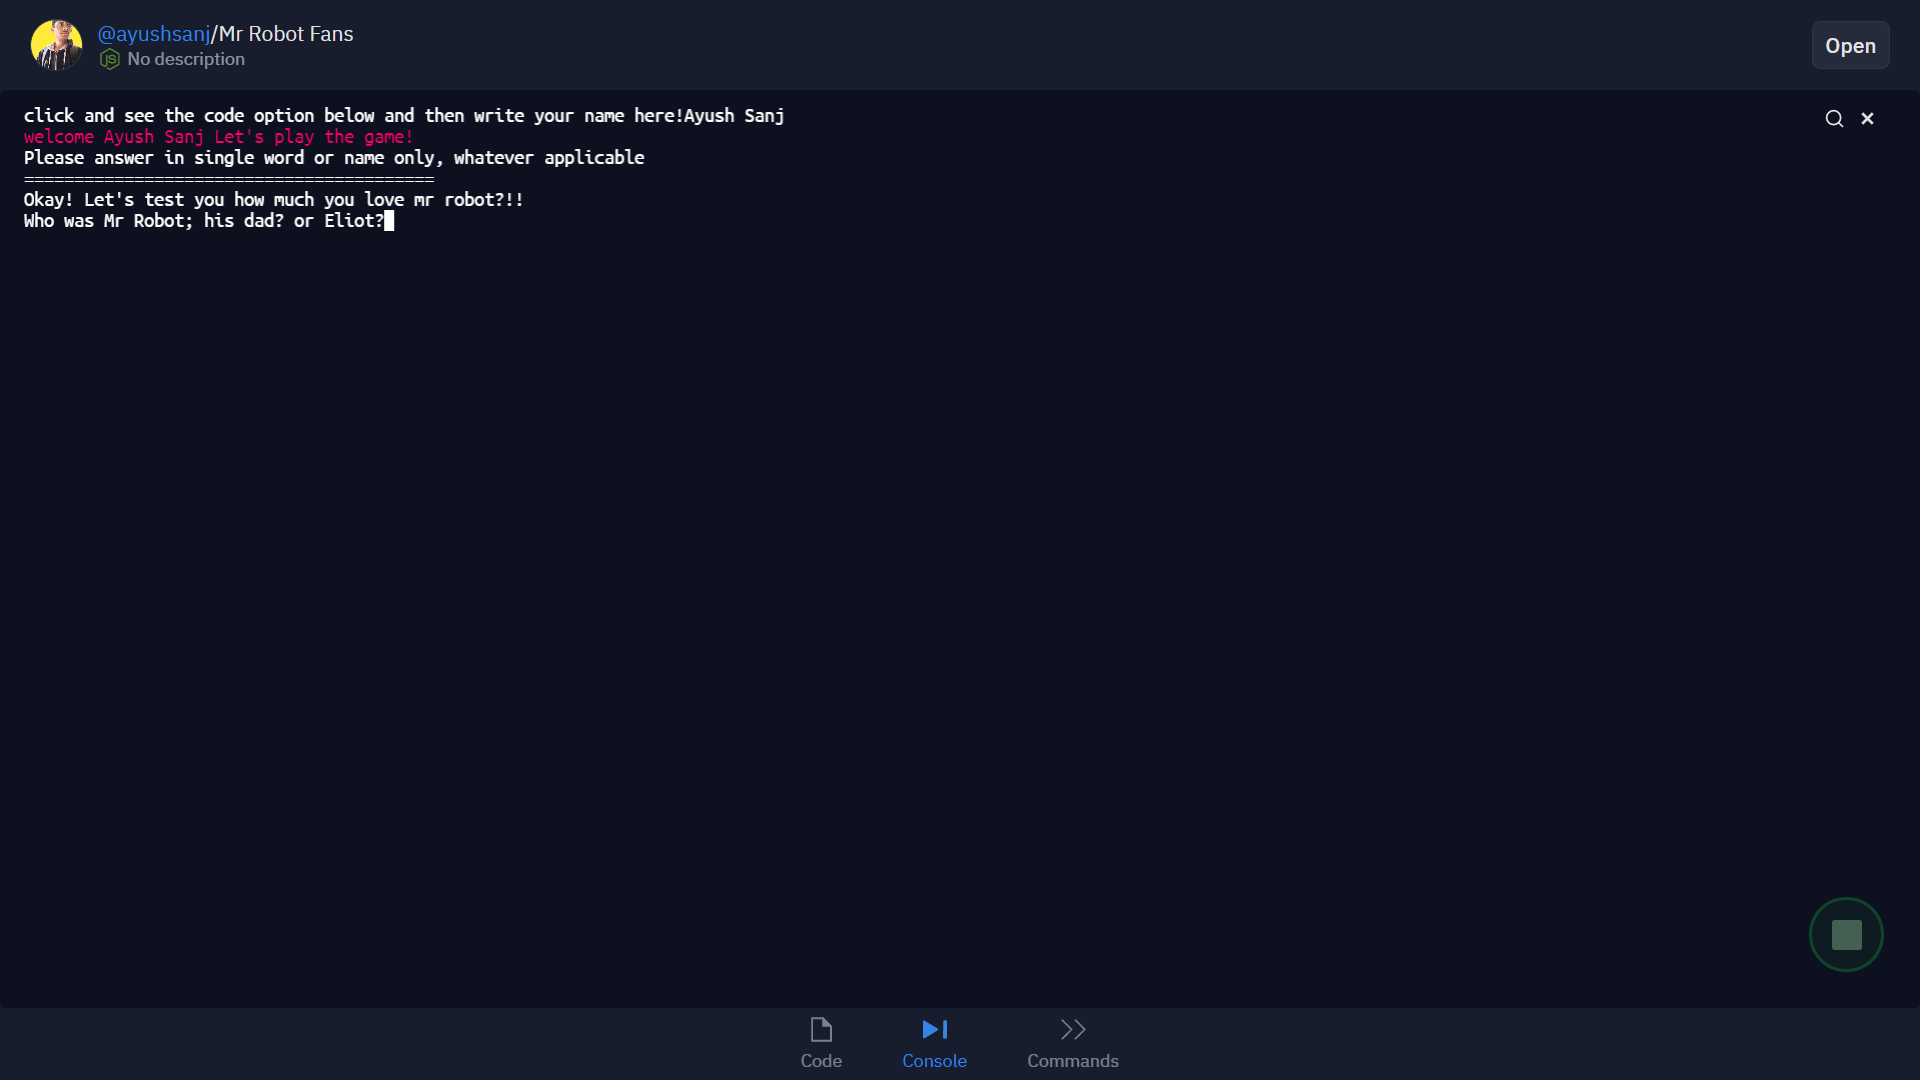 @ayushsanj/Mr Robot Fans
JS No description
Open
click and see the code option below and then write your name here!Ayush Sanj
welcome Ayush Sanj Let's play the game!
Please answer in single word or name only, whatever applicable
=========================================
Okay! Let's test you how much you love mr robot?!!
Who was Mr Robot; his dad? or Eliot?
Code
Console
Commands